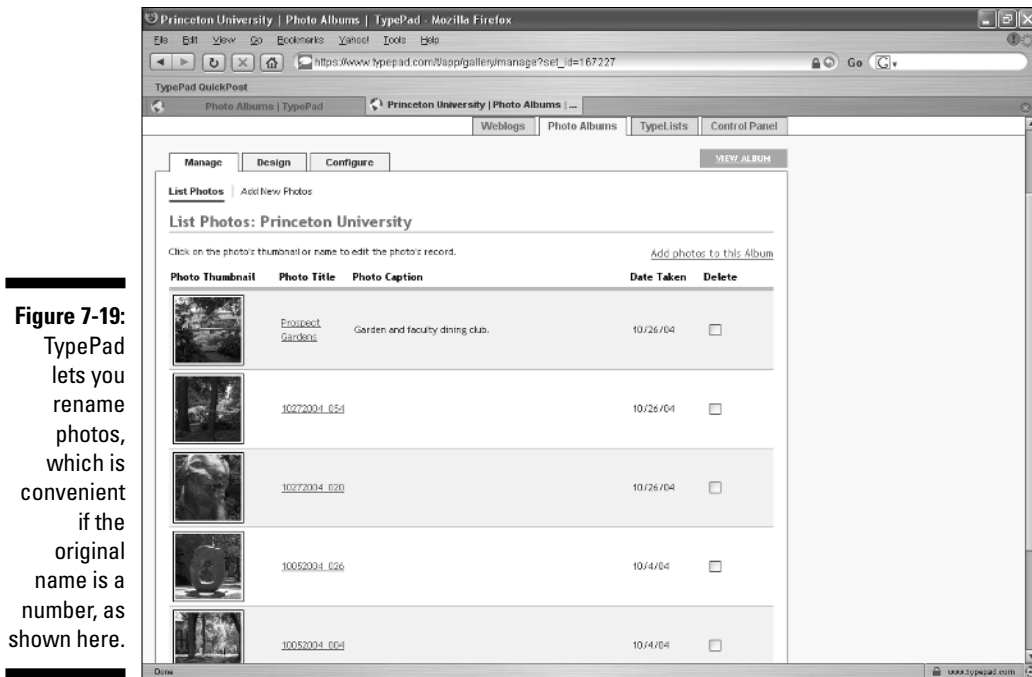 Princeton University | Photo Albums | TypePad - Mozilla Firefox
File Edit View Go Bookmarks Yahoo! Tools Help
https://www.typepad.com/t/app/gallery/manage?set_id=167227
Go
TypePad QuickPost
Photo Albums | TypePad
Princeton University | Photo Albums | ...
Weblogs Photo Albums TypeLists Control Panel
Manage Design Configure
VIEW ALBUM
List Photos Add New Photos
List Photos: Princeton University
Click on the photo's thumbnail or name to edit the photo's record.
Add photos to this Album
Photo Thumbnail Photo Title Photo Caption Date Taken Delete
Prospect
Gardens
Garden and faculty dining club.
10/26/04
10272004_054
10/26/04
10272004_020
10/26/04
10052004_026
10/4/04
10052004_004
10/4/04
Done
www.typepad.com
Figure 7-19:
TypePad
lets you
rename
photos,
which is
convenient
if the
original
name is a
number, as
shown here.